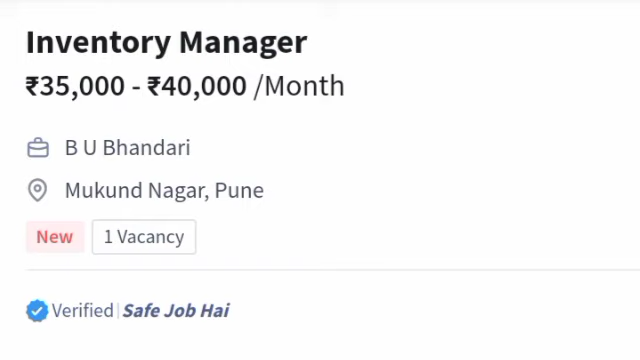 Inventory Manager
₹35,000 - ₹40,000 /Month
B U Bhandari
Mukund Nagar, Pune
New 1 Vacancy
Verified | Safe Job Hai